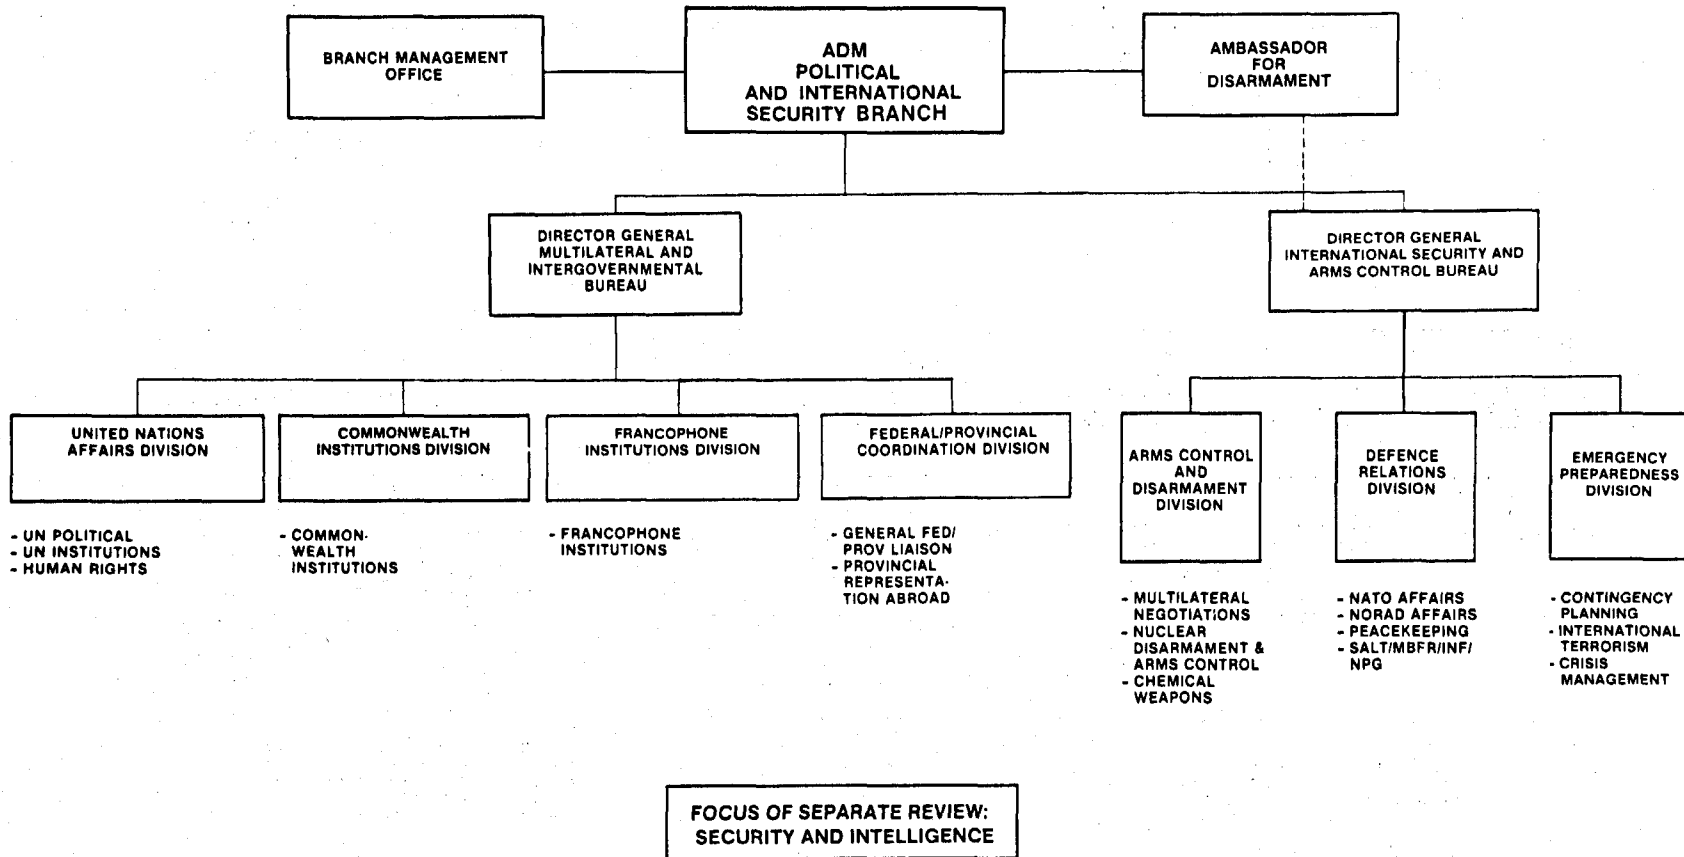 BRANCH MANAGEMENT
OFFICE
ADM
POLITICAL
AND INTERNATIONAL
SECURITY BRANCH
AMBASSADOR
FOR
DISARMAMENT
DIRECTOR GENERAL
MULTILATERAL AND
INTERGOVERNMENTAL
BUREAU
DIRECTOR GENERAL
INTERNATIONAL SECURITY AND
ARMS CONTROL BUREAU
UNITED NATIONS
AFFAIRS DIVISION
- UN POLITICAL
- UN INSTITUTIONS
- HUMAN RIGHTS
COMMONWEALTH
INSTITUTIONS DIVISION
- COMMON-
WEALTH
INSTITUTIONS
FRANCOPHONE
INSTITUTIONS DIVISION
- FRANCOPHONE
INSTITUTIONS
FEDERAL/PROVINCIAL
COORDINATION DIVISION
- GENERAL FED/
PROV LIAISON
- PROVINCIAL
REPRESENTA-
TION ABROAD
ARMS CONTROL
AND
DISARMAMENT
DIVISION
- MULTILATERAL
NEGOTIATIONS
- NUCLEAR
DISARMAMENT &
ARMS CONTROL
- CHEMICAL
WEAPONS
DEFENCE
RELATIONS
DIVISION
- NATO AFFAIRS
- NORAD AFFAIRS
- PEACEKEEPING
- SALT/MBFR/INF/
NPG
EMERGENCY
PREPAREDNESS
DIVISION
- CONTINGENCY
PLANNING
- INTERNATIONAL
TERRORISM
- CRISIS
MANAGEMENT
FOCUS OF SEPARATE REVIEW:
SECURITY AND INTELLIGENCE